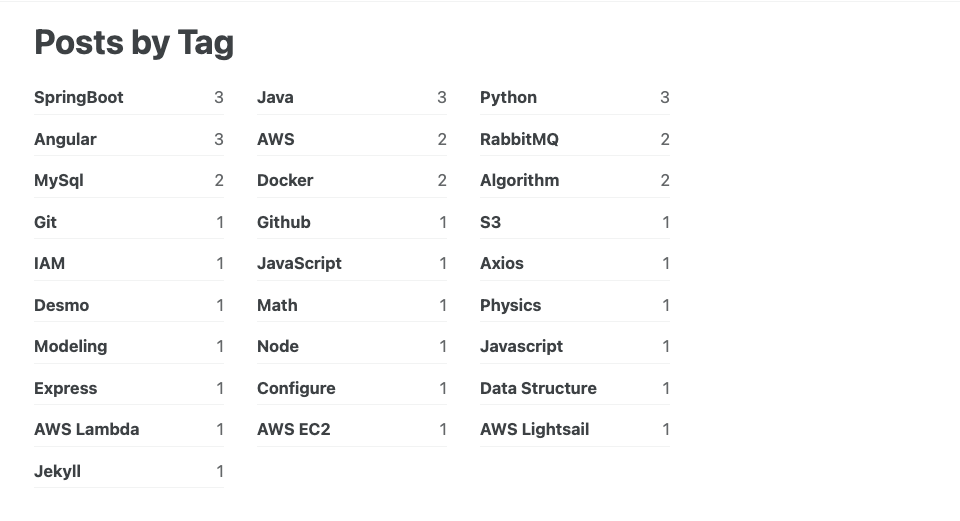 Posts by Tag
SpringBoot 3 Java 3 Python 3
Angular 3 AWS 2 RabbitMQ 2
MySql 2 Docker 2 Algorithm 2
Git 1 Github 1 S3 1
IAM 1 JavaScript 1 Axios 1
Desmo 1 Math 1 Physics 1
Modeling 1 Node 1 Javascript 1
Express 1 Configure 1 Data Structure 1
AWS Lambda 1 AWS EC2 1 AWS Lightsail 1
Jekyll 1